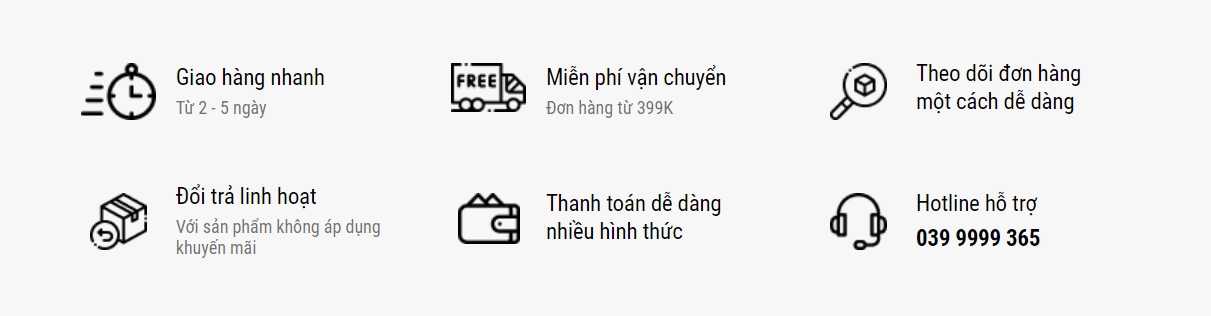 Giao hàng nhanh
Từ 2 - 5 ngày
FREE
Miễn phí vận chuyển
Đơn hàng từ 399K
Theo dõi đơn hàng
một cách dễ dàng
Đổi trả linh hoạt
Với sản phẩm không áp dụng
khuyến mãi
Thanh toán dễ dàng
nhiều hình thức
Hotline hỗ trợ
039 9999 365